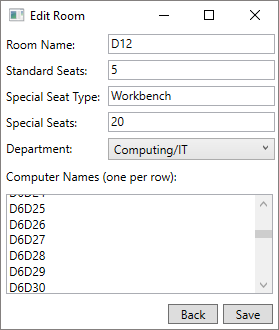 Edit Room
Room Name: D12
Standard Seats: 5
Special Seat Type: Workbench
Special Seats: 20
Department: Computing/IT
Computer Names (one per row):
D6D25
D6D26
D6D27
D6D28
D6D29
D6D30
Back Save